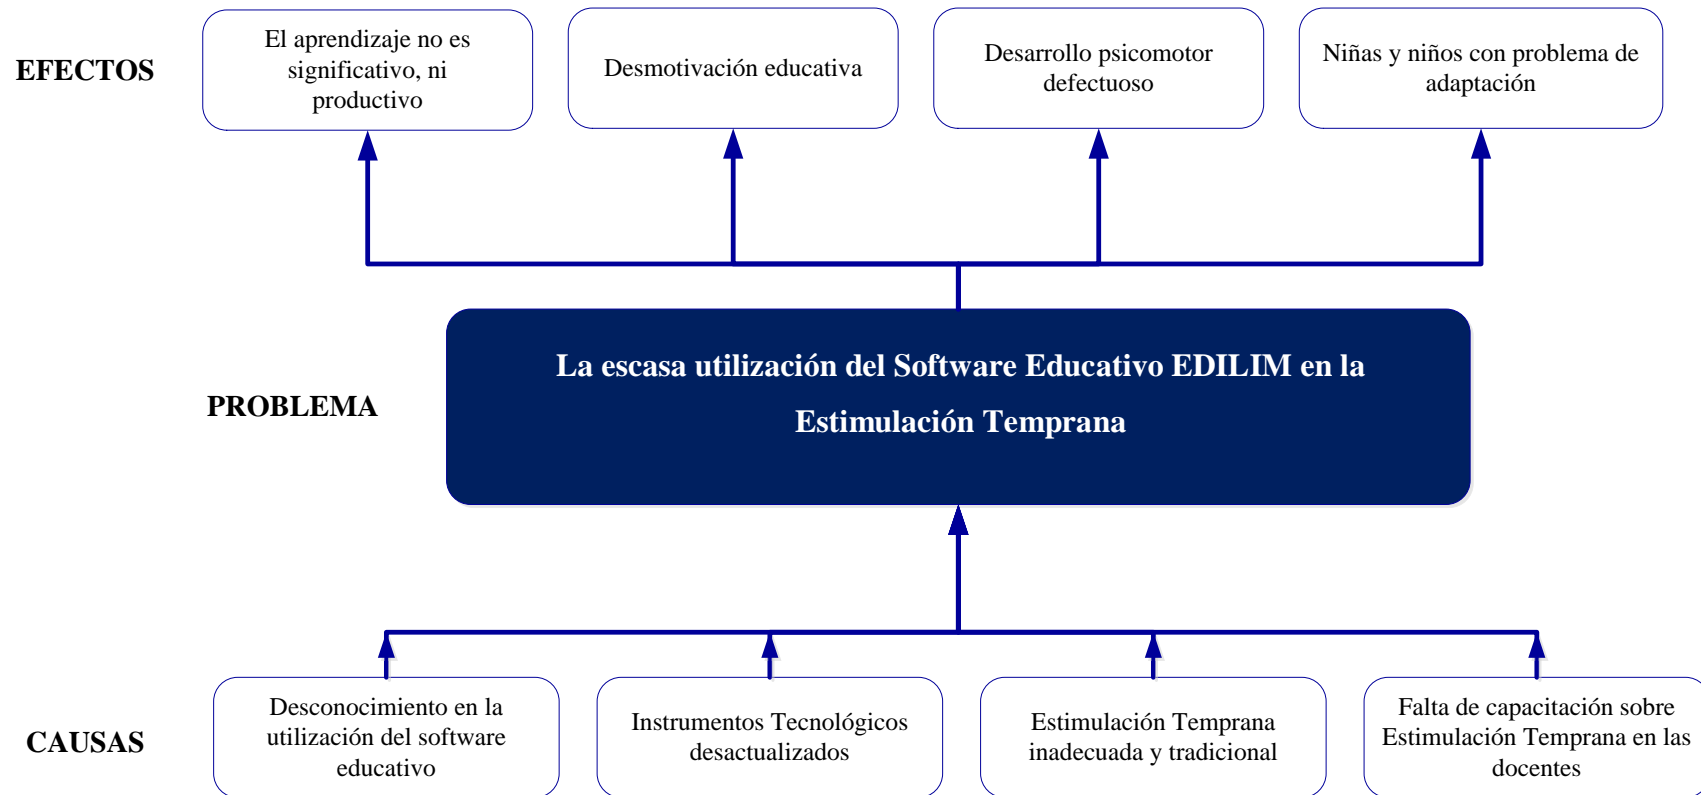 EFECTOS
El aprendizaje no es
significativo, ni
productivo
Desmotivación educativa
Desarrollo psicomotor
defectuoso
Niñas y niños con problema de
adaptación
PROBLEMA
La escasa utilización del Software Educativo EDILIM en la
Estimulación Temprana
CAUSAS
Desconocimiento en la
utilización del software
educativo
Instrumentos Tecnológicos
desactualizados
Estimulación Temprana
inadecuada y tradicional
Falta de capacitación sobre
Estimulación Temprana en las
docentes